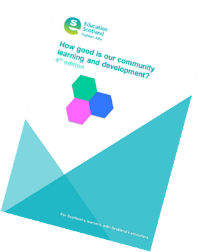 Education
Scotland
Foghlam Alba
How good is our community
learning and development?
4th edition
For Scotland's learners, with Scotland's educators